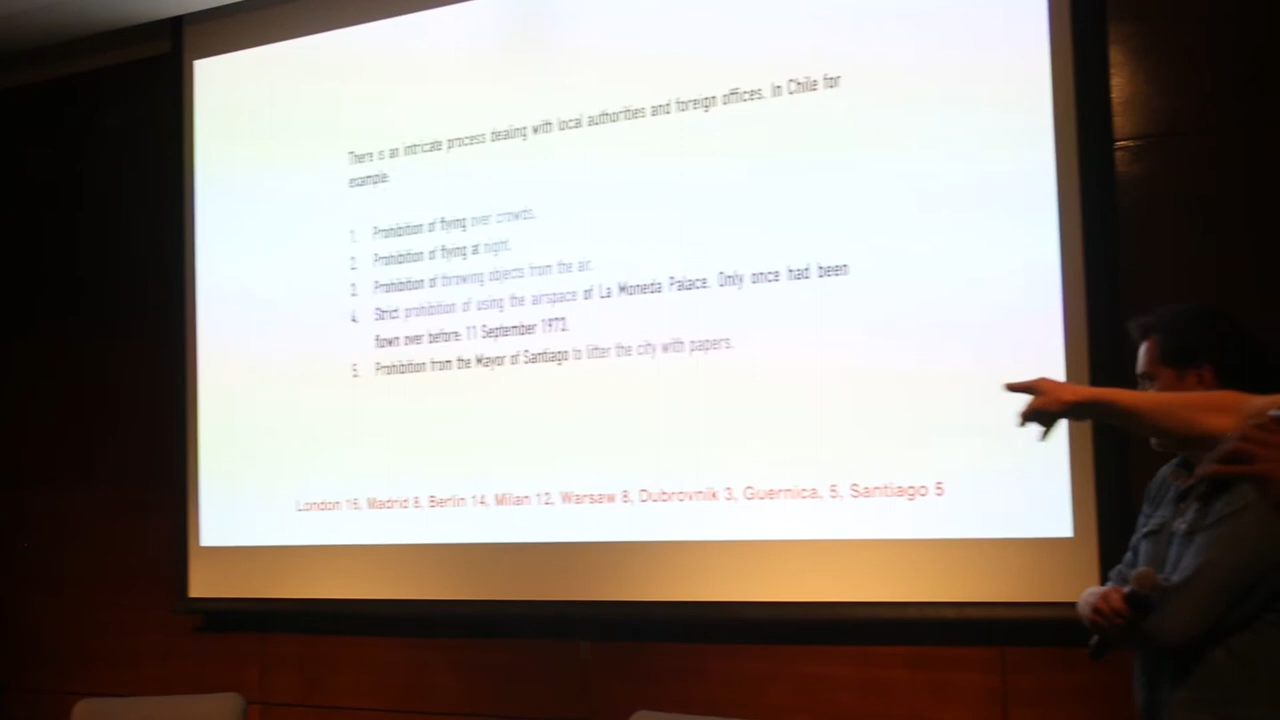 There is an intricate process dealing with local authorities and foreign offices. In Chile for
example:
1. Prohibition of flying over crowds.
2. Prohibition of flying at night.
3. Prohibition of throwing objects from the air.
4. Strict prohibition of using the airspace of La Moneda Palace. Only once had been
flown over before: 11 September 1973.
5. Prohibition from the Mayor of Santiago to litter the city with papers.
London 15, Madrid 8, Berlin 14, Milan 12, Warsaw 8, Dubrovnik 3, Guernica, 5, Santiago 5